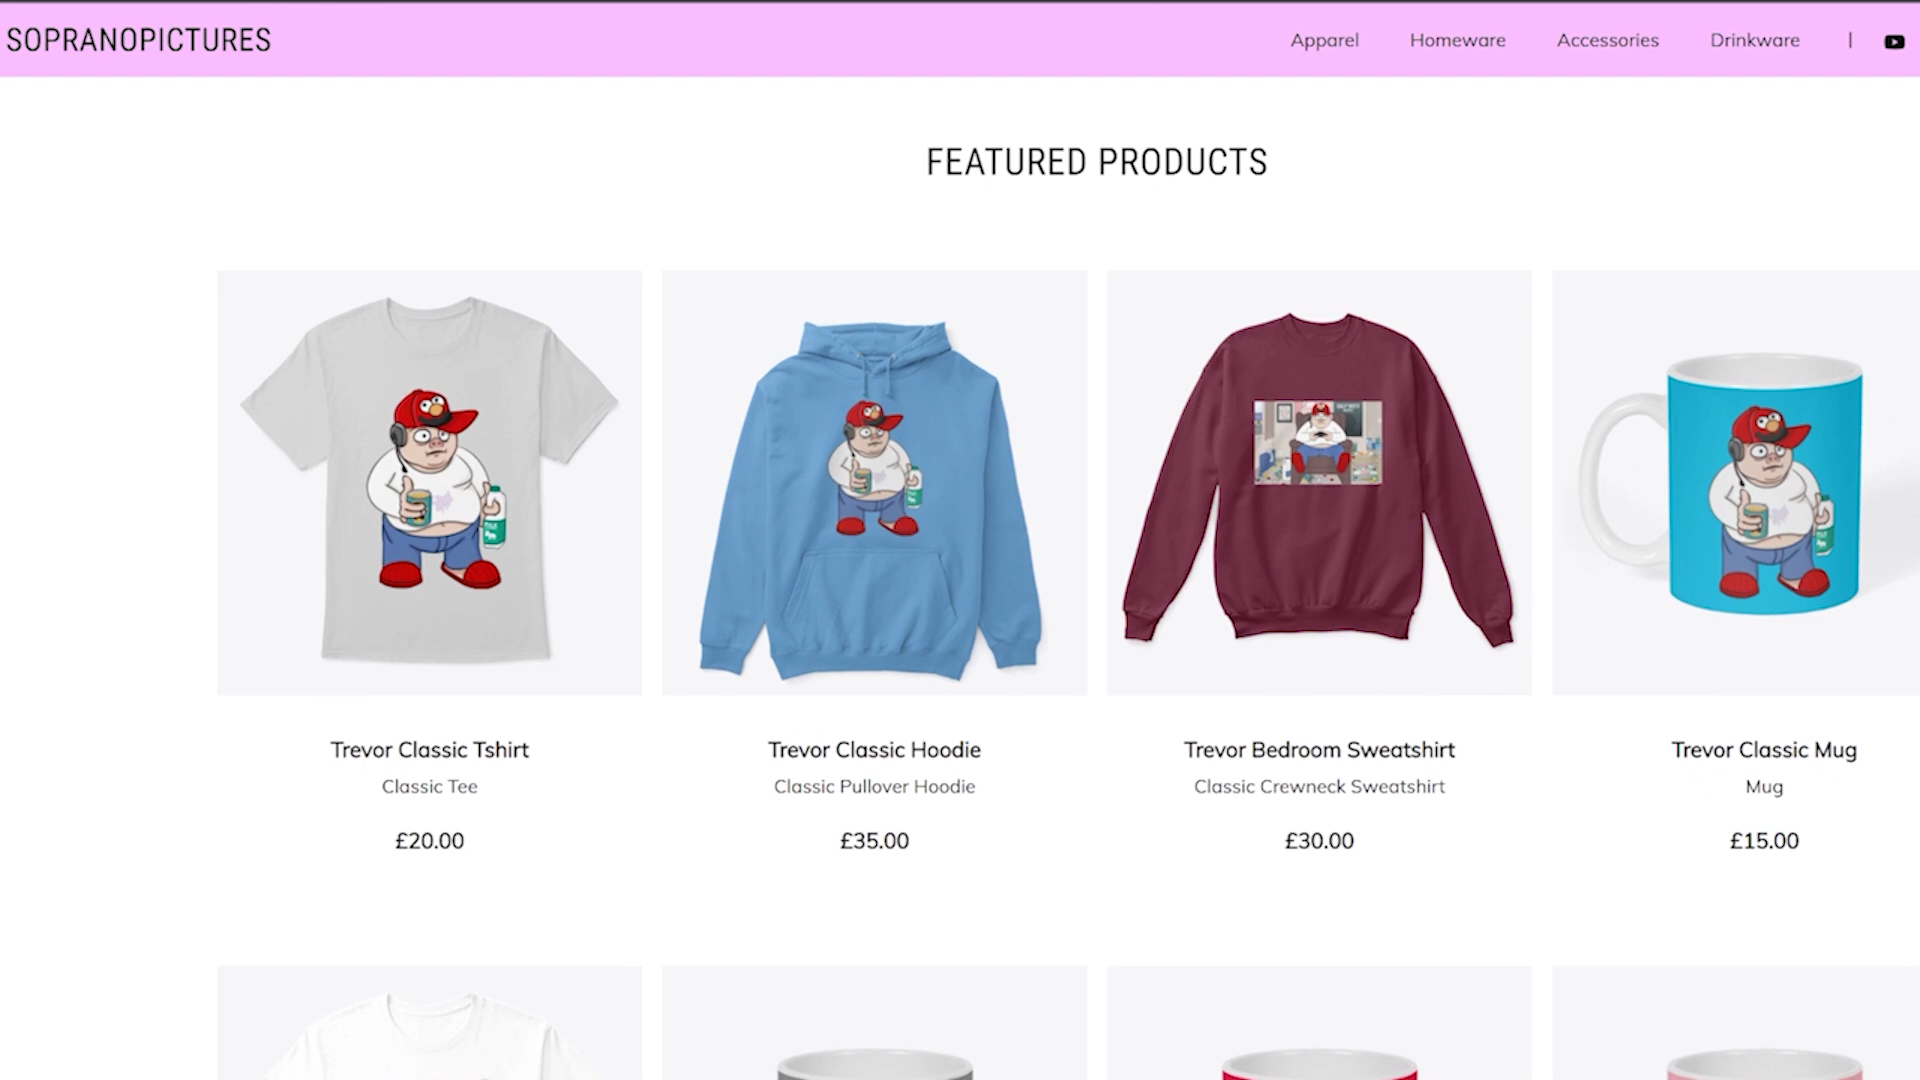 SOPRANOPICTURES
Apparel
Homeware
Accessories
Drinkware
|
FEATURED PRODUCTS
Trevor Classic Tshirt
Classic Tee
£20.00
Trevor Classic Hoodie
Classic Pullover Hoodie
£35.00
Trevor Bedroom Sweatshirt
Classic Crewneck Sweatshirt
£30.00
Trevor Classic Mug
Mug
£15.00